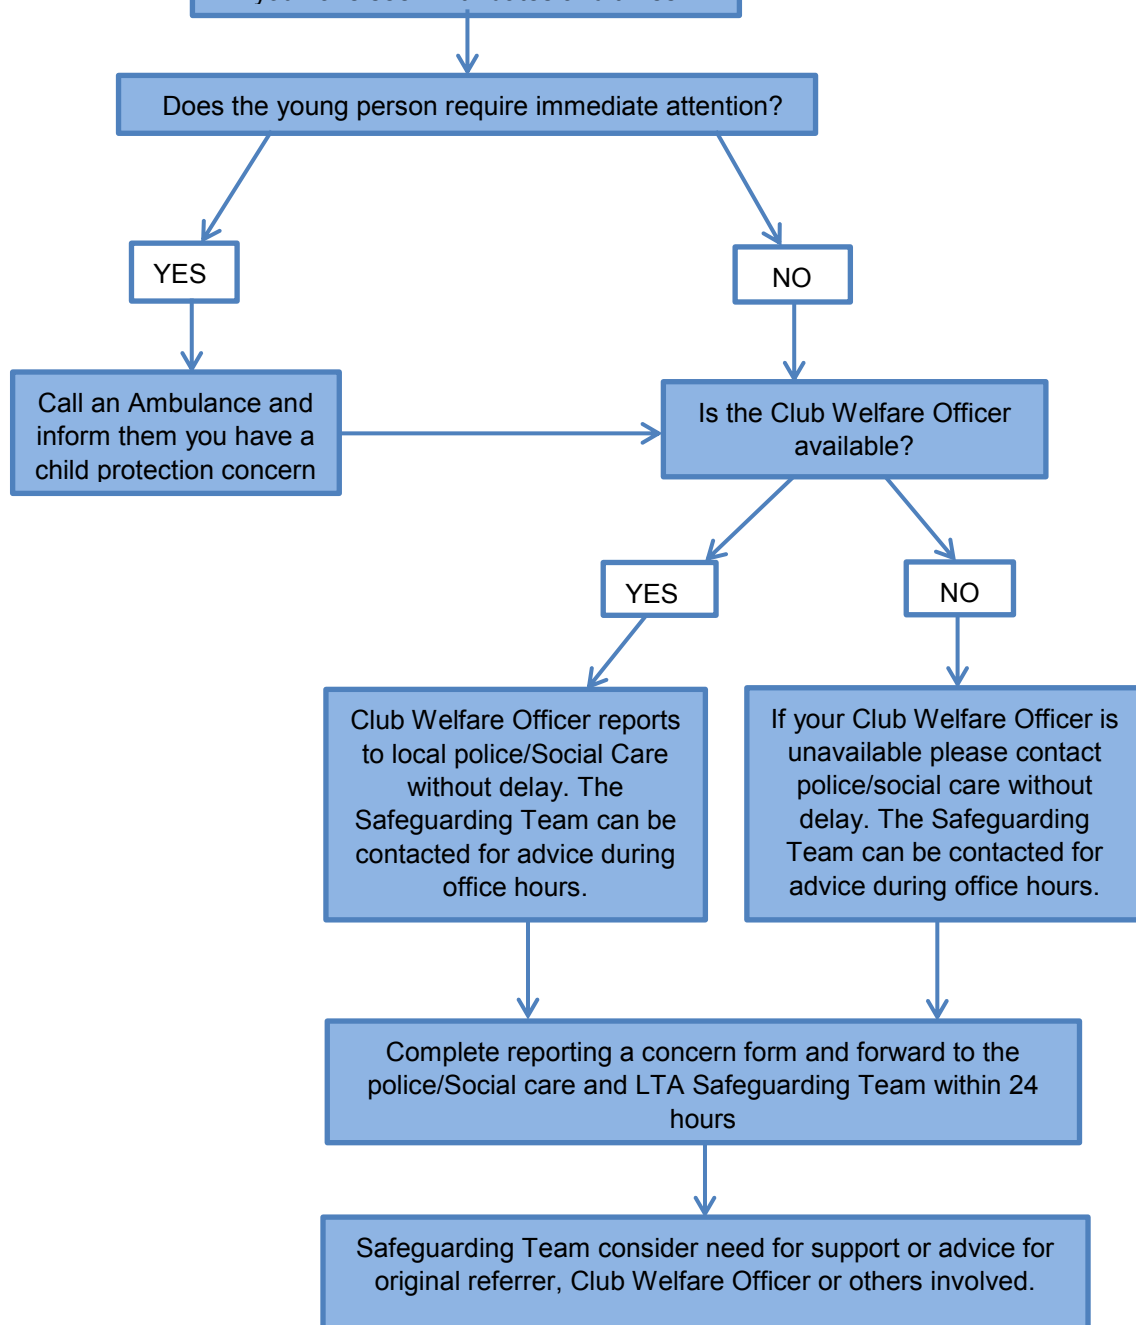 Does the young person require immediate attention?
YES
NO
Call an Ambulance and
inform them you have a
child protection concern
Is the Club Welfare Officer
available?
YES
NO
Club Welfare Officer reports
to local police/Social Care
without delay. The
Safeguarding Team can be
contacted for advice during
office hours.
If your Club Welfare Officer is
unavailable please contact
police/social care without
delay. The Safeguarding
Team can be contacted for
advice during office hours.
Complete reporting a concern form and forward to the
police/Social care and LTA Safeguarding Team within 24
hours
Safeguarding Team consider need for support or advice for
original referrer, Club Welfare Officer or others involved.